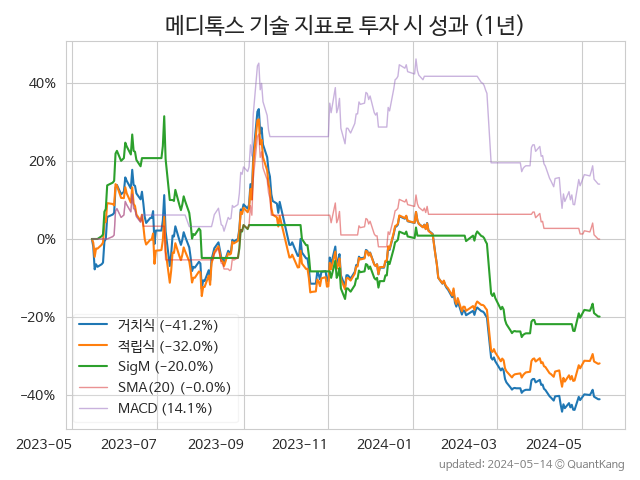 메디톡스 기술 지표로 투자 시 성과 (1년)
40%
20%
0%
−20%
−40%
거치식 (−41.2%)
적립식 (−32.0%)
SigM (−20.0%)
SMA(20) (−0.0%)
MACD (14.1%)
2023−05 2023−07 2023−09 2023−11 2024−01 2024−03 2024−05
updated: 2024-05-14 © QuantKang